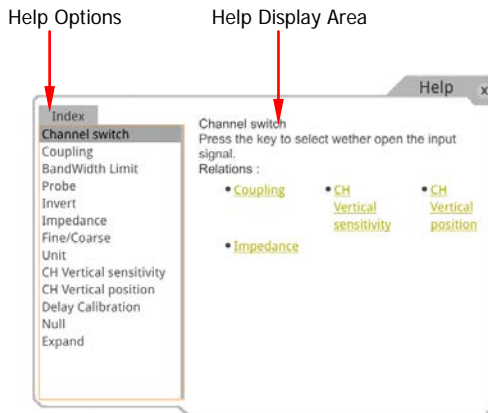 Help Options
Help Display Area
Help
x
Index
Channel switch
Coupling
BandWidth Limit
Probe
Invert
Impedance
Fine/Coarse
Unit
CH Vertical sensitivity
CH Vertical position
Delay Calibration
Null
Expand
Channel switch
Press the key to select wether open the input
signal.
Relations :
• Coupling
• CH
Vertical
sensitivity
• CH
Vertical
position
• Impedance